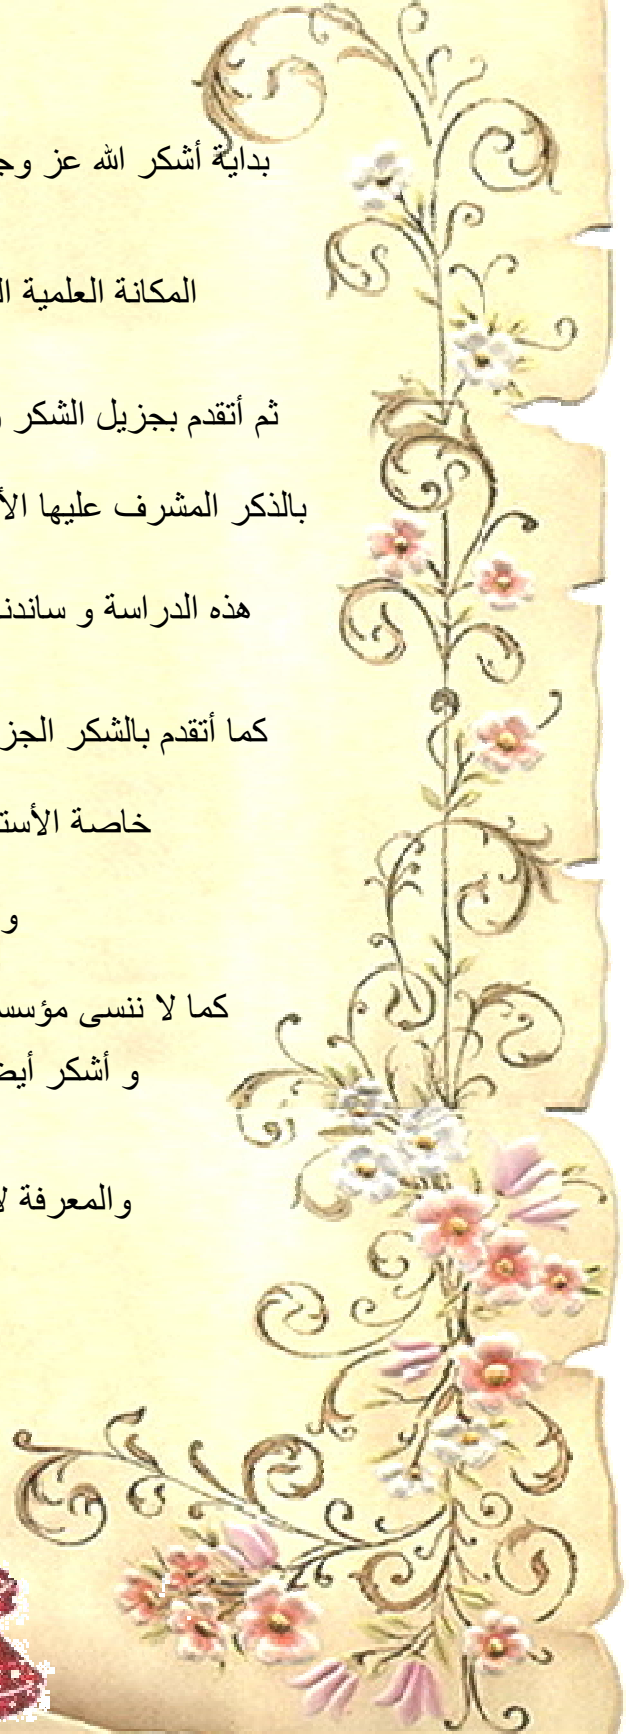 بداية أشكر الله عز وج
المكانة العلمية ال
ثم أتقدم بجزيل الشكر و
بالذكر المشرف عليها الأ
هذه الدراسة و ساندن
كما أتقدم بالشكر الجز
خاصة الأست
و
كما لا ننسى مؤسس
و أشكر أيض
والمعرفة ل